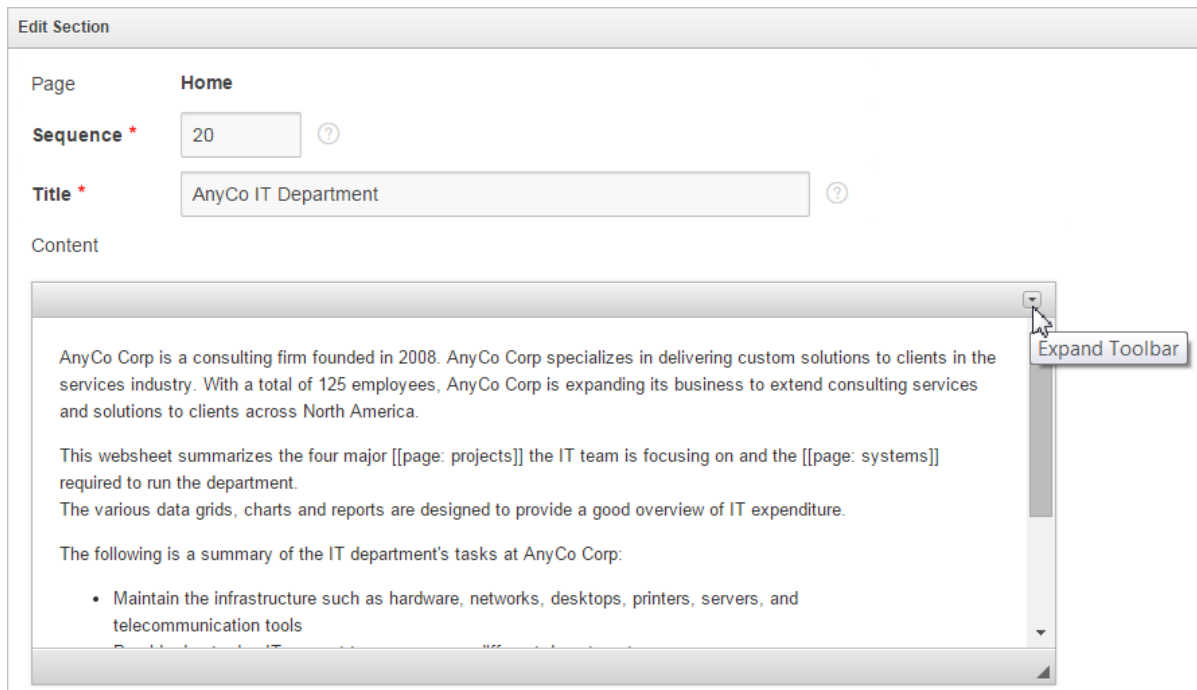 Edit Section
Page Home
Sequence * 20 ?
Title * AnyCo IT Department ?
Content
Expand Toolbar
AnyCo Corp is a consulting firm founded in 2008. AnyCo Corp specializes in delivering custom solutions to clients in the
services industry. With a total of 125 employees, AnyCo Corp is expanding its business to extend consulting services
and solutions to clients across North America.
This websheet summarizes the four major [[page: projects]] the IT team is focusing on and the [[page: systems]]
required to run the department.
The various data grids, charts and reports are designed to provide a good overview of IT expenditure.
The following is a summary of the IT department's tasks at AnyCo Corp:
• Maintain the infrastructure such as hardware, networks, desktops, printers, servers, and
telecommunication tools